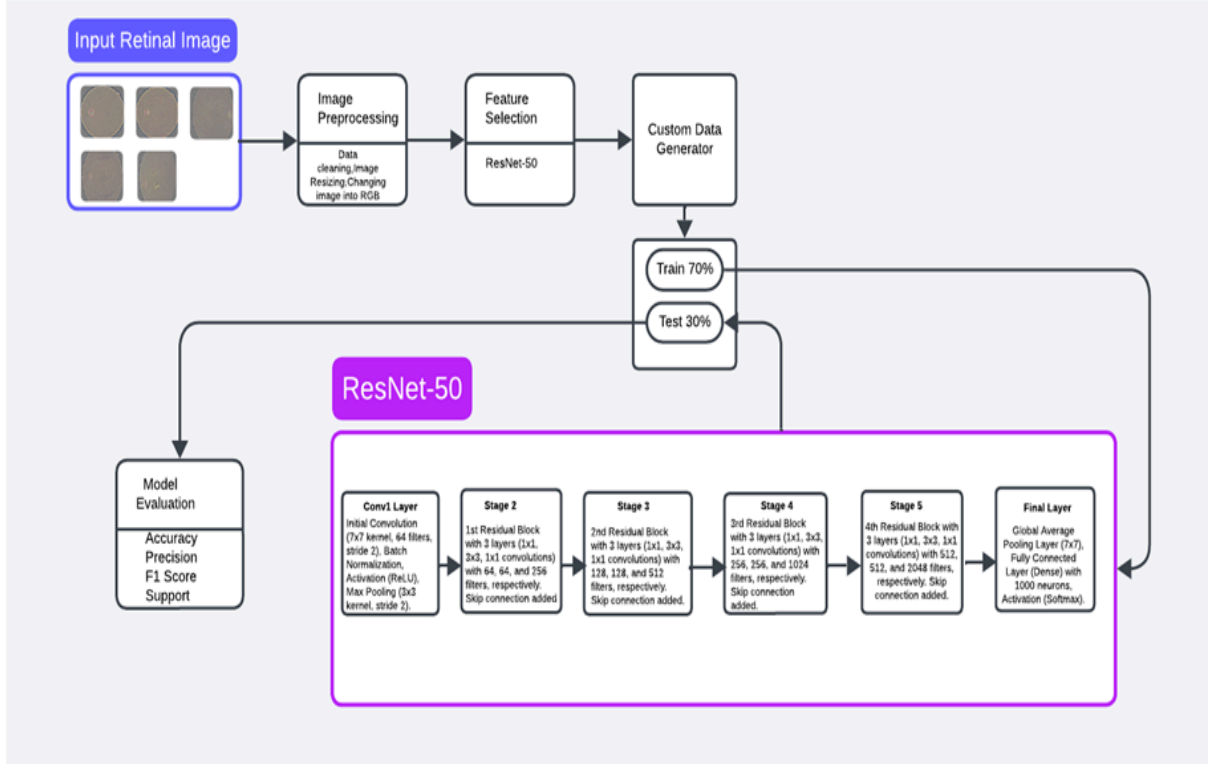 Input Retinal Image
Image
Preprocessing
Data
cleaning,Image
Resizing,Changing
image into RGB
Feature
Selection
ResNet-50
Custom Data
Generator
Train 70%
Test 30%
ResNet-50
Model
Evaluation
Accuracy
Precision
F1 Score
Support
Conv1 Layer
Initial Convolution
(7x7 kernel, 64 filters,
stride 2), Batch
Normalization,
Activation (ReLU),
Max Pooling (3x3
kernel, stride 2).
Stage 2
1st Residual Block
with 3 layers (1x1,
3x3, 1x1 convolutions)
with 64, 64, and 256
filters, respectively.
Skip connection added
Stage 3
2nd Residual Block
with 3 layers (1x1, 3x3,
1x1 convolutions) with
128, 128, and 512
filters, respectively.
Skip connection added.
Stage 4
3rd Residual Block
with 3 layers (1x1, 3x3,
1x1 convolutions) with
256, 256, and 1024
filters, respectively.
Skip connection
added.
Stage 5
4th Residual Block with
3 layers (1x1, 3x3, 1x1
convolutions) with 512,
512, and 2048 filters,
respectively. Skip
connection added.
Final Layer
Global Average
Pooling Layer (7x7),
Fully Connected
Layer (Dense) with
1000 neurons,
Activation (Softmax).